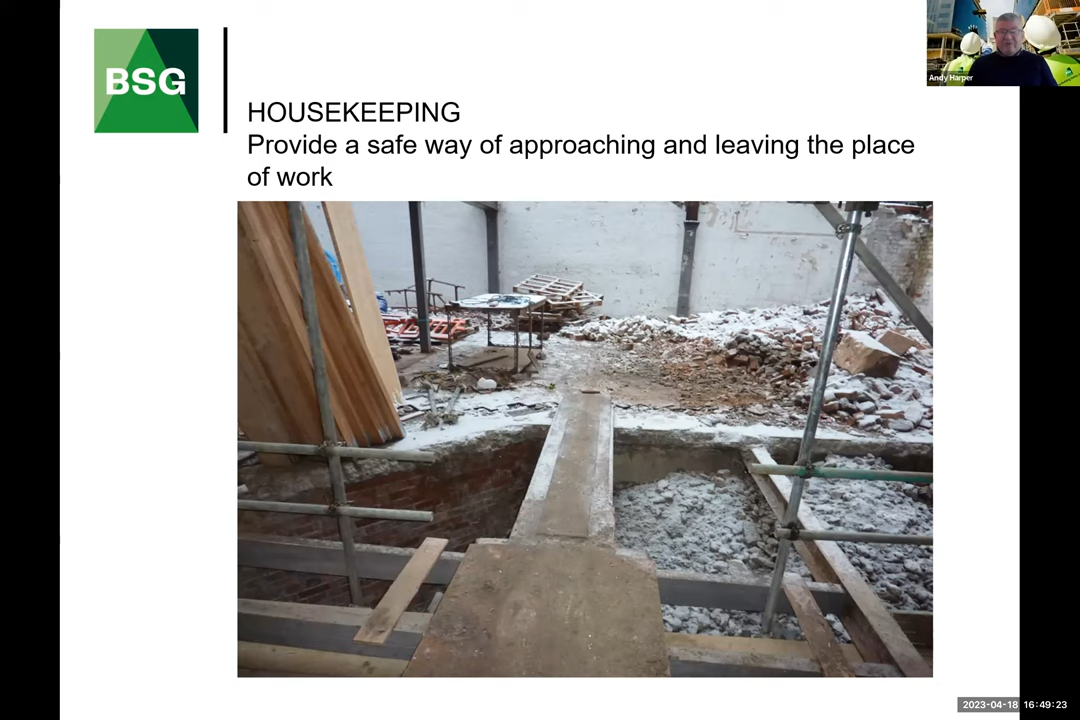 BSG
HOUSEKEEPING
Provide a safe way of approaching and leaving the place
of work
Andy Harper
2023-04-18 16:49:23